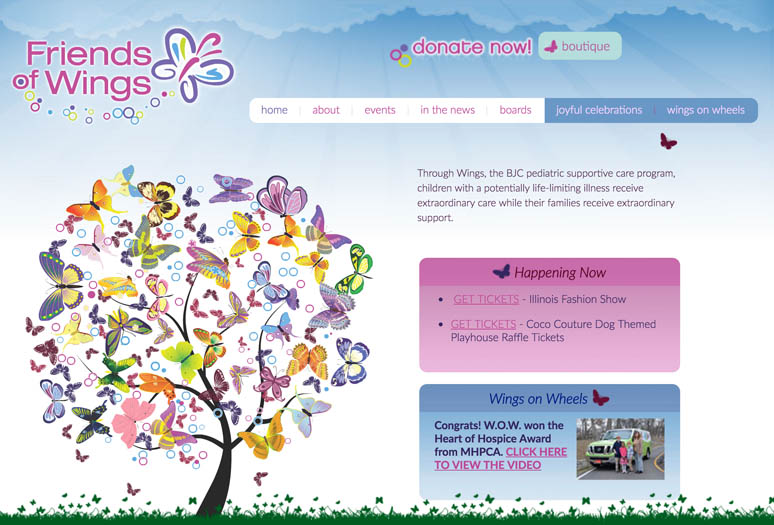 Friends
of Wings
donate now!
boutique
home about events in the news boards joyful celebrations wings on wheels
Through Wings, the BJC pediatric supportive care program,
children with a potentially life-limiting illness receive
extraordinary care while their families receive extraordinary
support.
Happening Now
GET TICKETS - Illinois Fashion Show
GET TICKETS - Coco Couture Dog Themed
Playhouse Raffle Tickets
Wings on Wheels
Congrats! W.O.W. won the
Heart of Hospice Award
from MHPCA. CLICK HERE
TO VIEW THE VIDEO